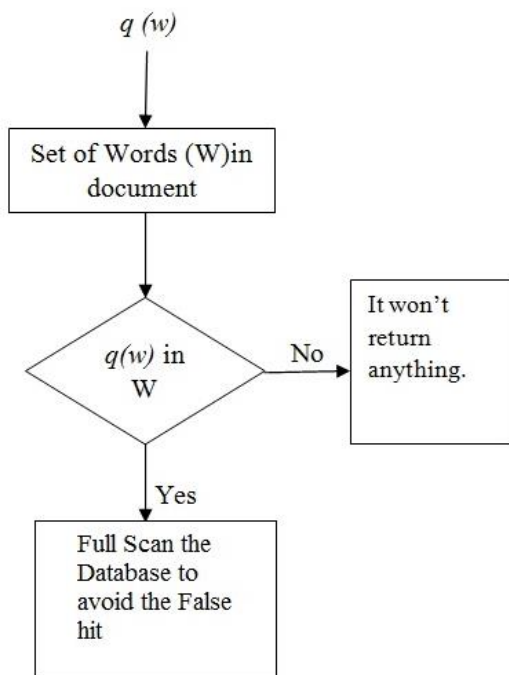 q (w)
Set of Words (W)in
document
q(w) in
W
No
It won't
return
anything.
Yes
Full Scan the
Database to
avoid the False
hit